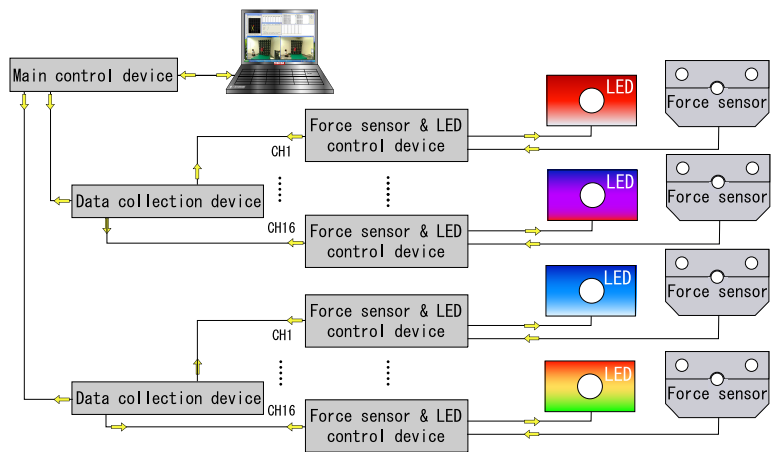 Main control device
LED
Force sensor
Force sensor & LED
control device
CH1
LED
Data collection device
Force sensor
CH16
Force sensor & LED
control device
LED
Force sensor
Force sensor & LED
control device
CH1
LED
Data collection device
Force sensor
CH16
Force sensor & LED
control device